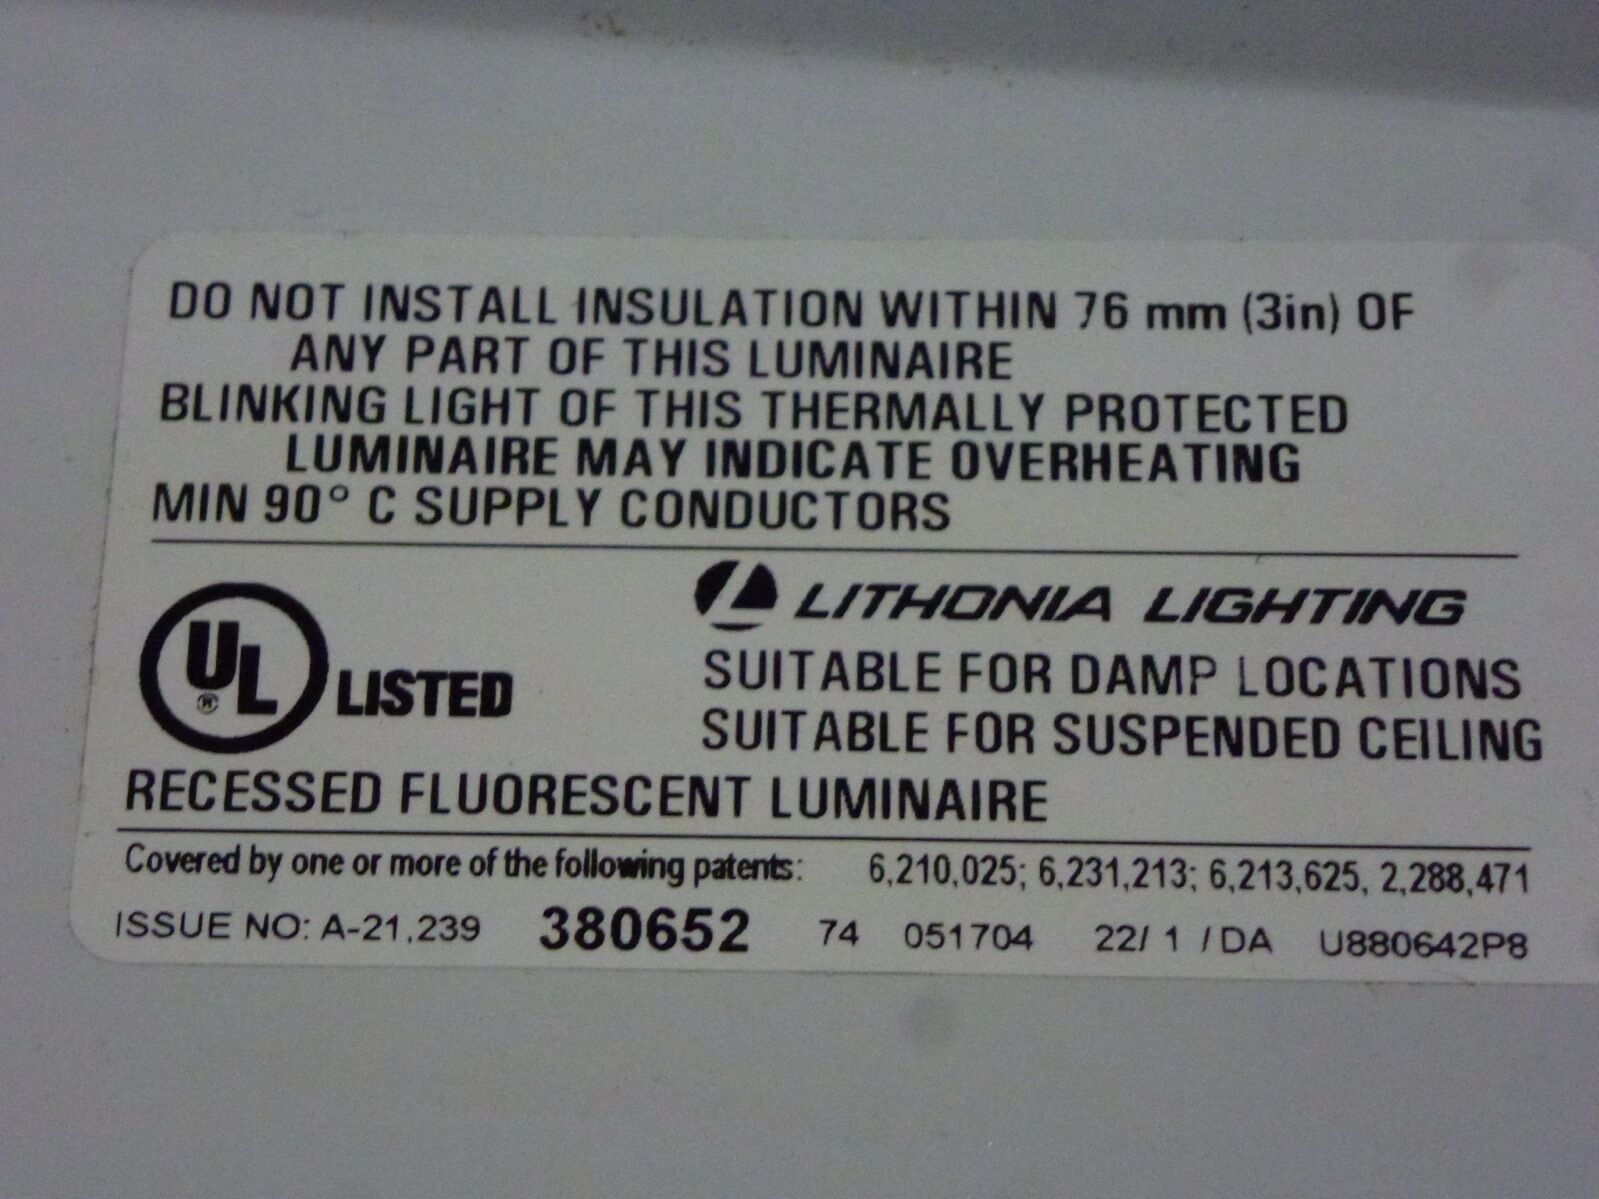 DO NOT INSTALL INSULATION WITHIN 76 mm (3in) OF
ANY PART OF THIS LUMINAIRE
BLINKING LIGHT OF THIS THERMALLY PROTECTED
LUMINAIRE MAY INDICATE OVERHEATING
MIN 90° C SUPPLY CONDUCTORS
LITHONIA LIGHTING
UL ® LISTED
SUITABLE FOR DAMP LOCATIONS
SUITABLE FOR SUSPENDED CEILING
RECESSED FLUORESCENT LUMINAIRE
Covered by one or more of the following patents: 6,210,025; 6,231,213; 6,213,625, 2,288,471
ISSUE NO: A-21,239 380652 74 051704 22/ 1 /DA U880642P8